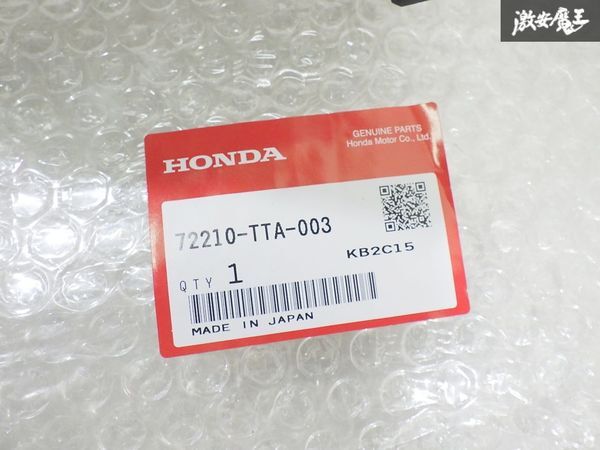 激安魔王
GENUINE PARTS
Honda Motor Co., Ltd.
HONDA
72210-TTA-003
KB2C15
QTY 1
MADE IN JAPAN